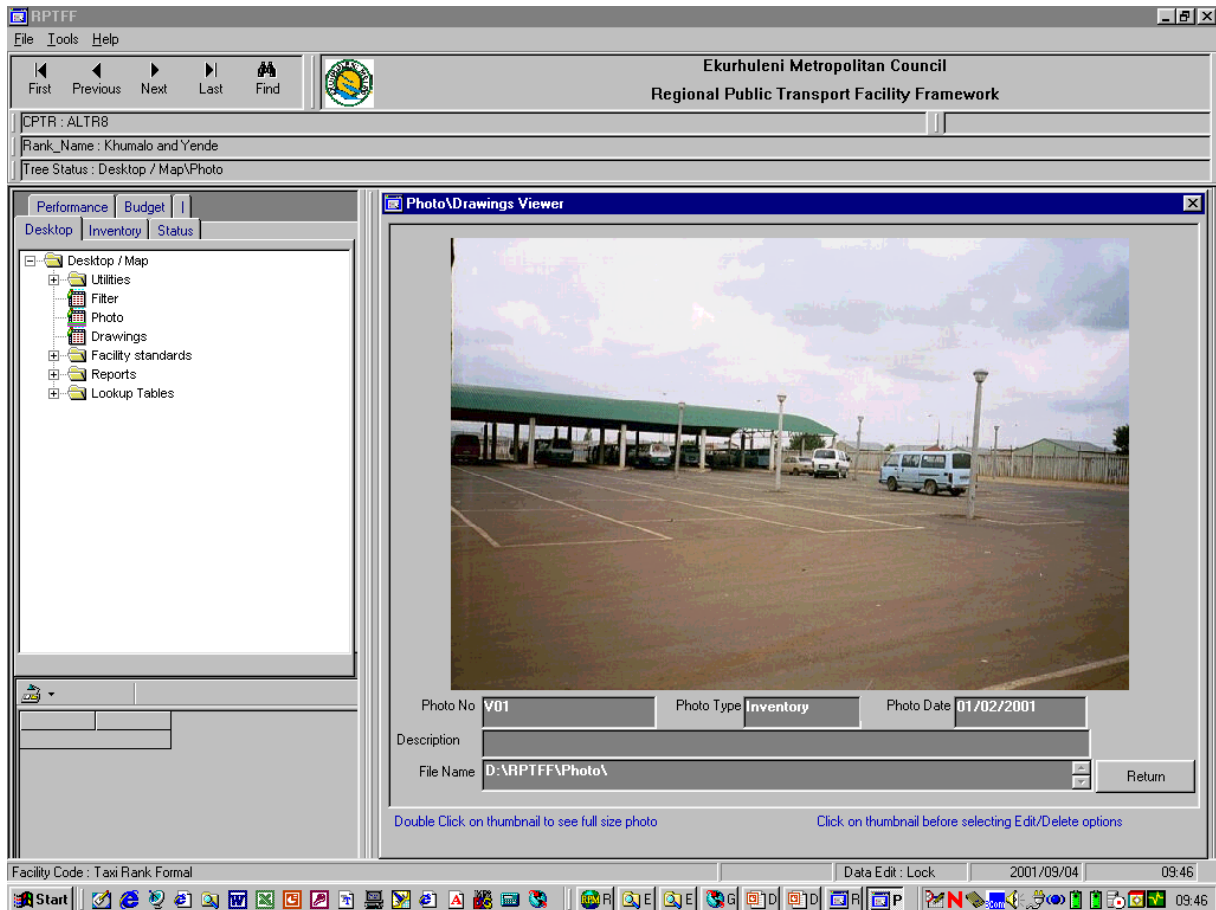 RPTFF
File Tools Help
First Previous Next Last Find
Ekurhuleni Metropolitan Council
Regional Public Transport Facility Framework
CPTR : ALTR8
Rank_Name : Khumalo and Yende
Tree Status : Desktop / Map\Photo
Performance Budget
Desktop Inventory Status
Desktop / Map
Utilities
Filter
Photo
Drawings
Facility standards
Reports
Lookup Tables
Photo\Drawings Viewer
Photo No V01 Photo Type Inventory Photo Date 01/02/2001
Description
File Name D:\RPTFF\Photo\
Return
Double Click on thumbnail to see full size photo Click on thumbnail before selecting Edit/Delete options
Facility Code : Taxi Rank Formal Data Edit : Lock 2001/09/04 09:46
Start R E E G D D R P 09:46